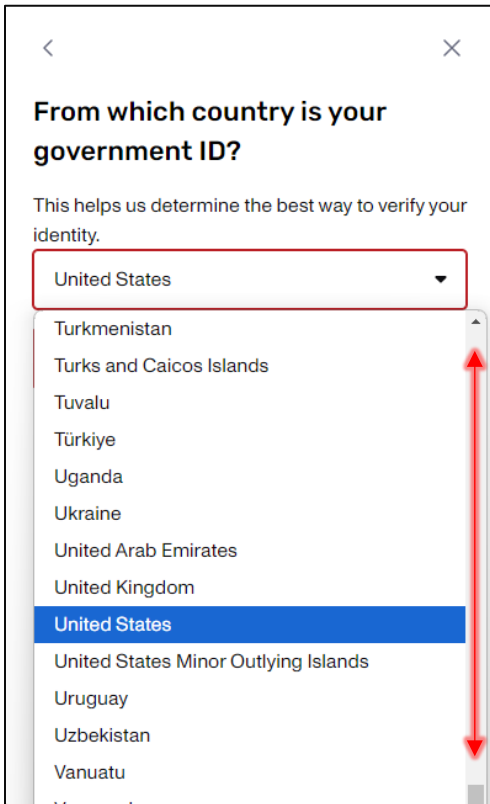 From which country is your
government ID?
This helps us determine the best way to verify your
identity.
United States
Turkmenistan
Turks and Caicos Islands
Tuvalu
Türkiye
Uganda
Ukraine
United Arab Emirates
United Kingdom
United States
United States Minor Outlying Islands
Uruguay
Uzbekistan
Vanuatu